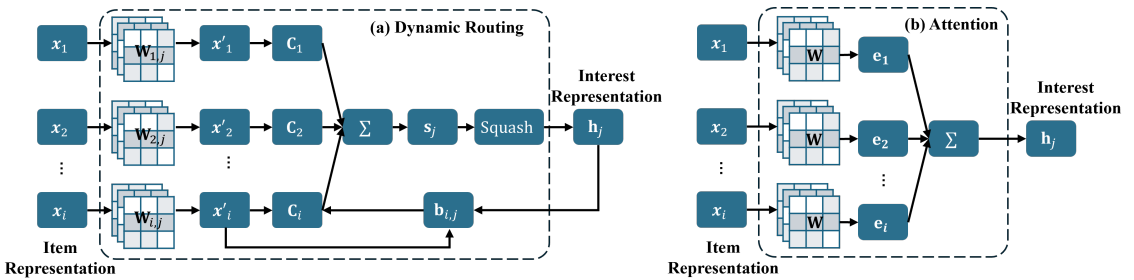 (a) Dynamic Routing
x₁ W₁,ⱼ x'₁ C₁
Interest
Representation
x₂ W₂,ⱼ x'₂ C₂ Σ sⱼ Squash hⱼ
⋮ ⋮
xᵢ Wᵢ,ⱼ x'ᵢ Cᵢ bᵢ,ⱼ
Item
Representation
(b) Attention
x₁ W e₁
Interest
Representation
x₂ W e₂ Σ hⱼ
⋮ ⋮
xᵢ W eᵢ
Item
Representation